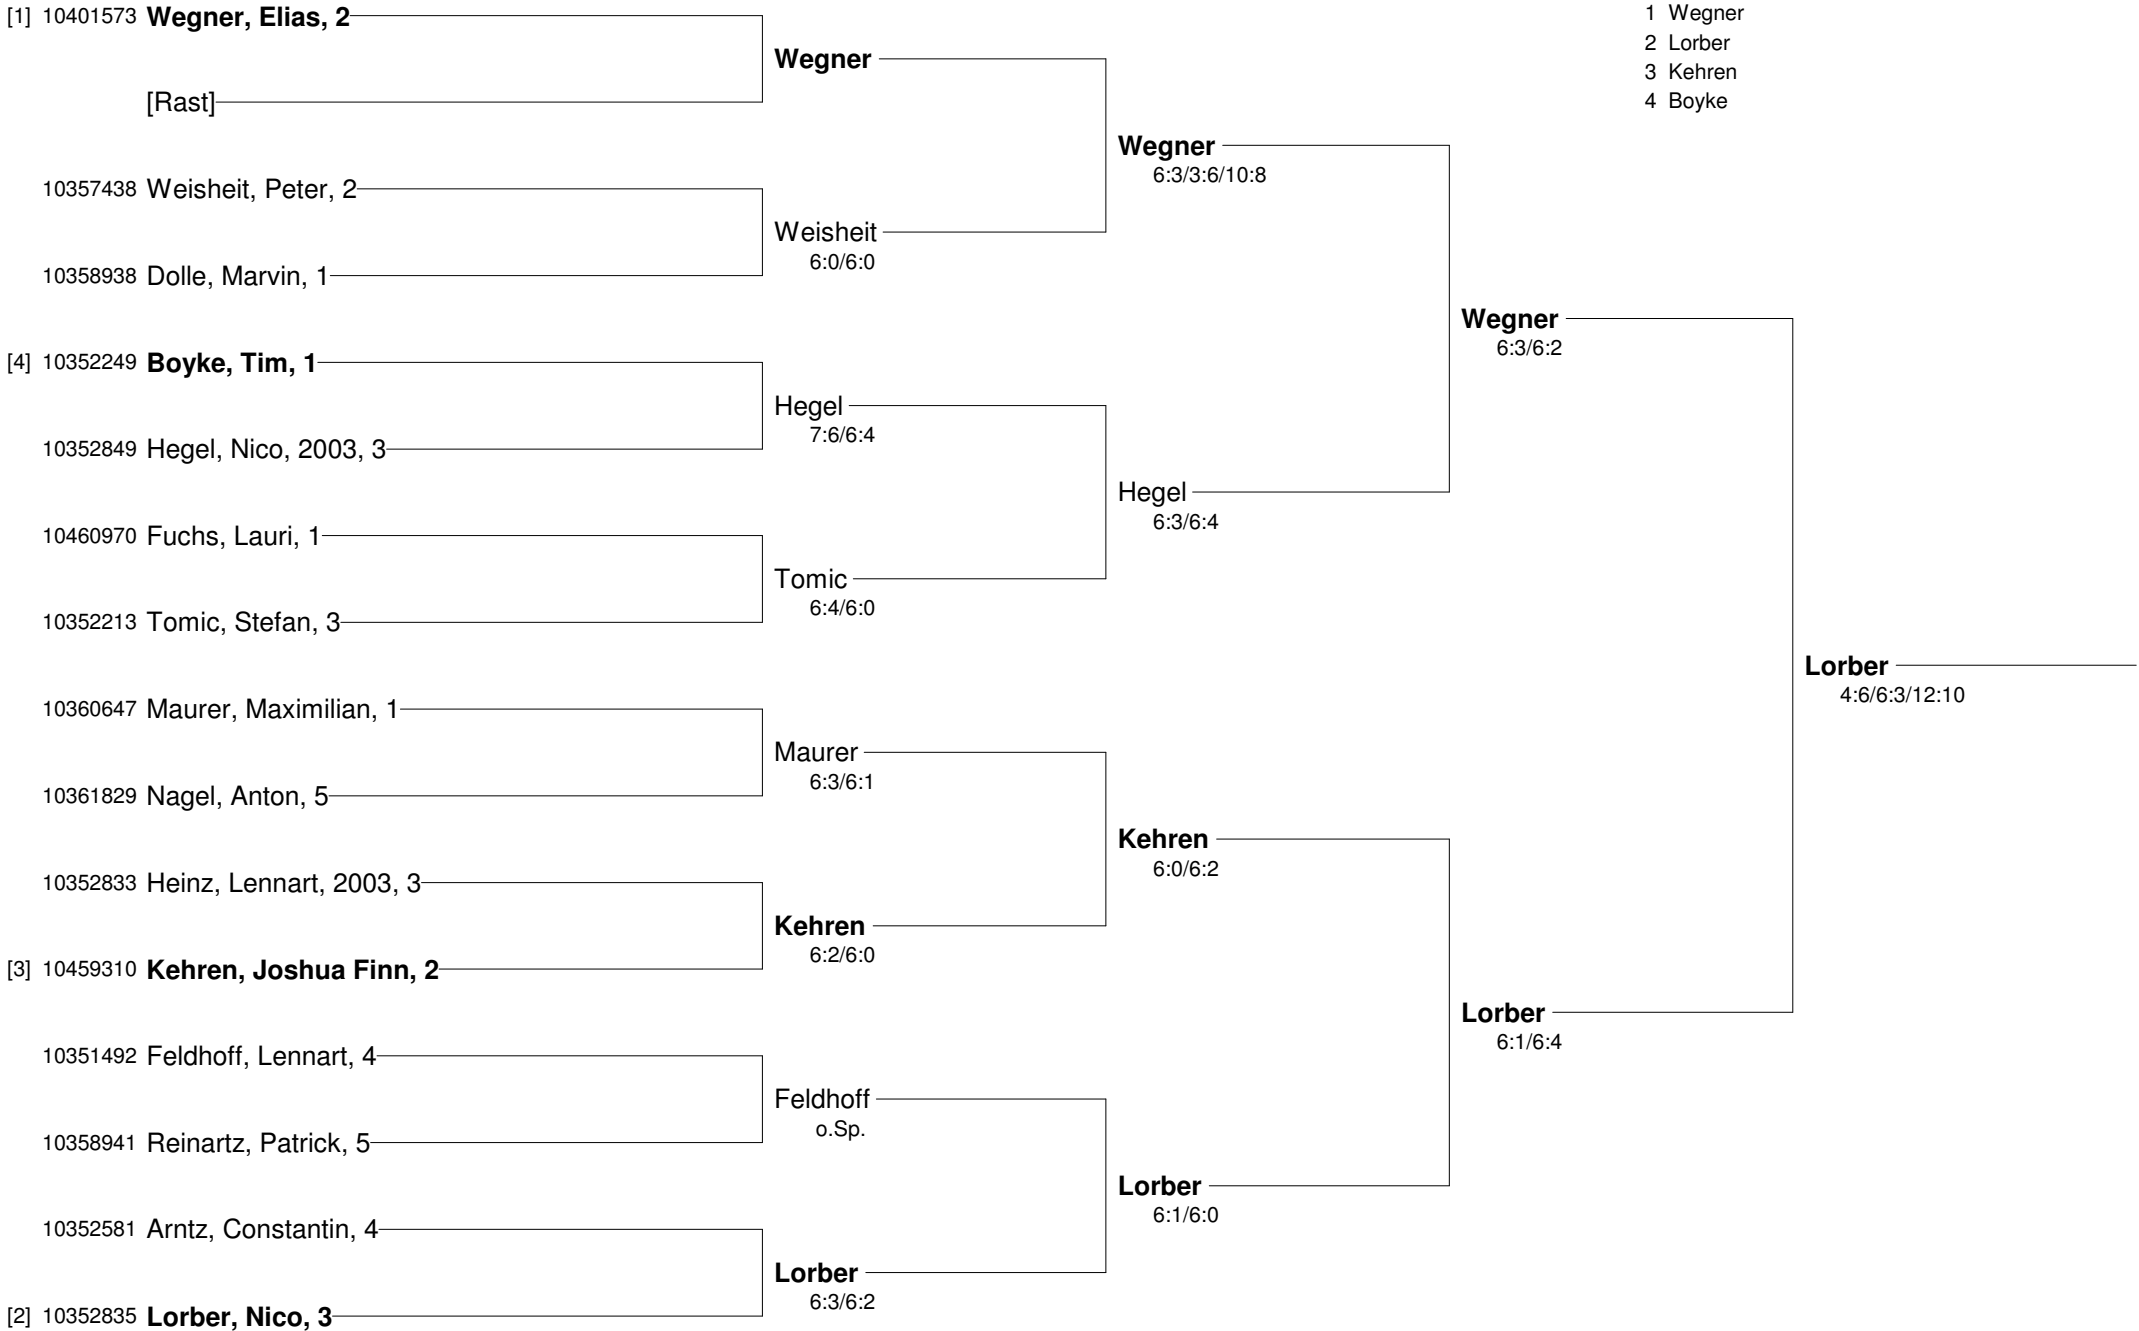 [1] 10401573 Wegner, Elias, 2
[Rast]
10357438 Weisheit, Peter, 2
10358938 Dolle, Marvin, 1
[4] 10352249 Boyke, Tim, 1
10352849 Hegel, Nico, 2003, 3
10460970 Fuchs, Lauri, 1
10352213 Tomic, Stefan, 3
10360647 Maurer, Maximilian, 1
10361829 Nagel, Anton, 5
10352833 Heinz, Lennart, 2003, 3
[3] 10459310 Kehren, Joshua Finn, 2
10351492 Feldhoff, Lennart, 4
10358941 Reinartz, Patrick, 5
10352581 Arntz, Constantin, 4
[2] 10352835 Lorber, Nico, 3
Wegner
Weisheit
6:0/6:0
Hegel
7:6/6:4
Tomic
6:4/6:0
Maurer
6:3/6:1
Kehren
6:2/6:0
Feldhoff
o.Sp.
Lorber
6:3/6:2
Wegner
6:3/3:6/10:8
Hegel
6:3/6:4
Kehren
6:0/6:2
Lorber
6:1/6:0
Wegner
6:3/6:2
Lorber
6:1/6:4
Lorber
4:6/6:3/12:10
1 Wegner
2 Lorber
3 Kehren
4 Boyke